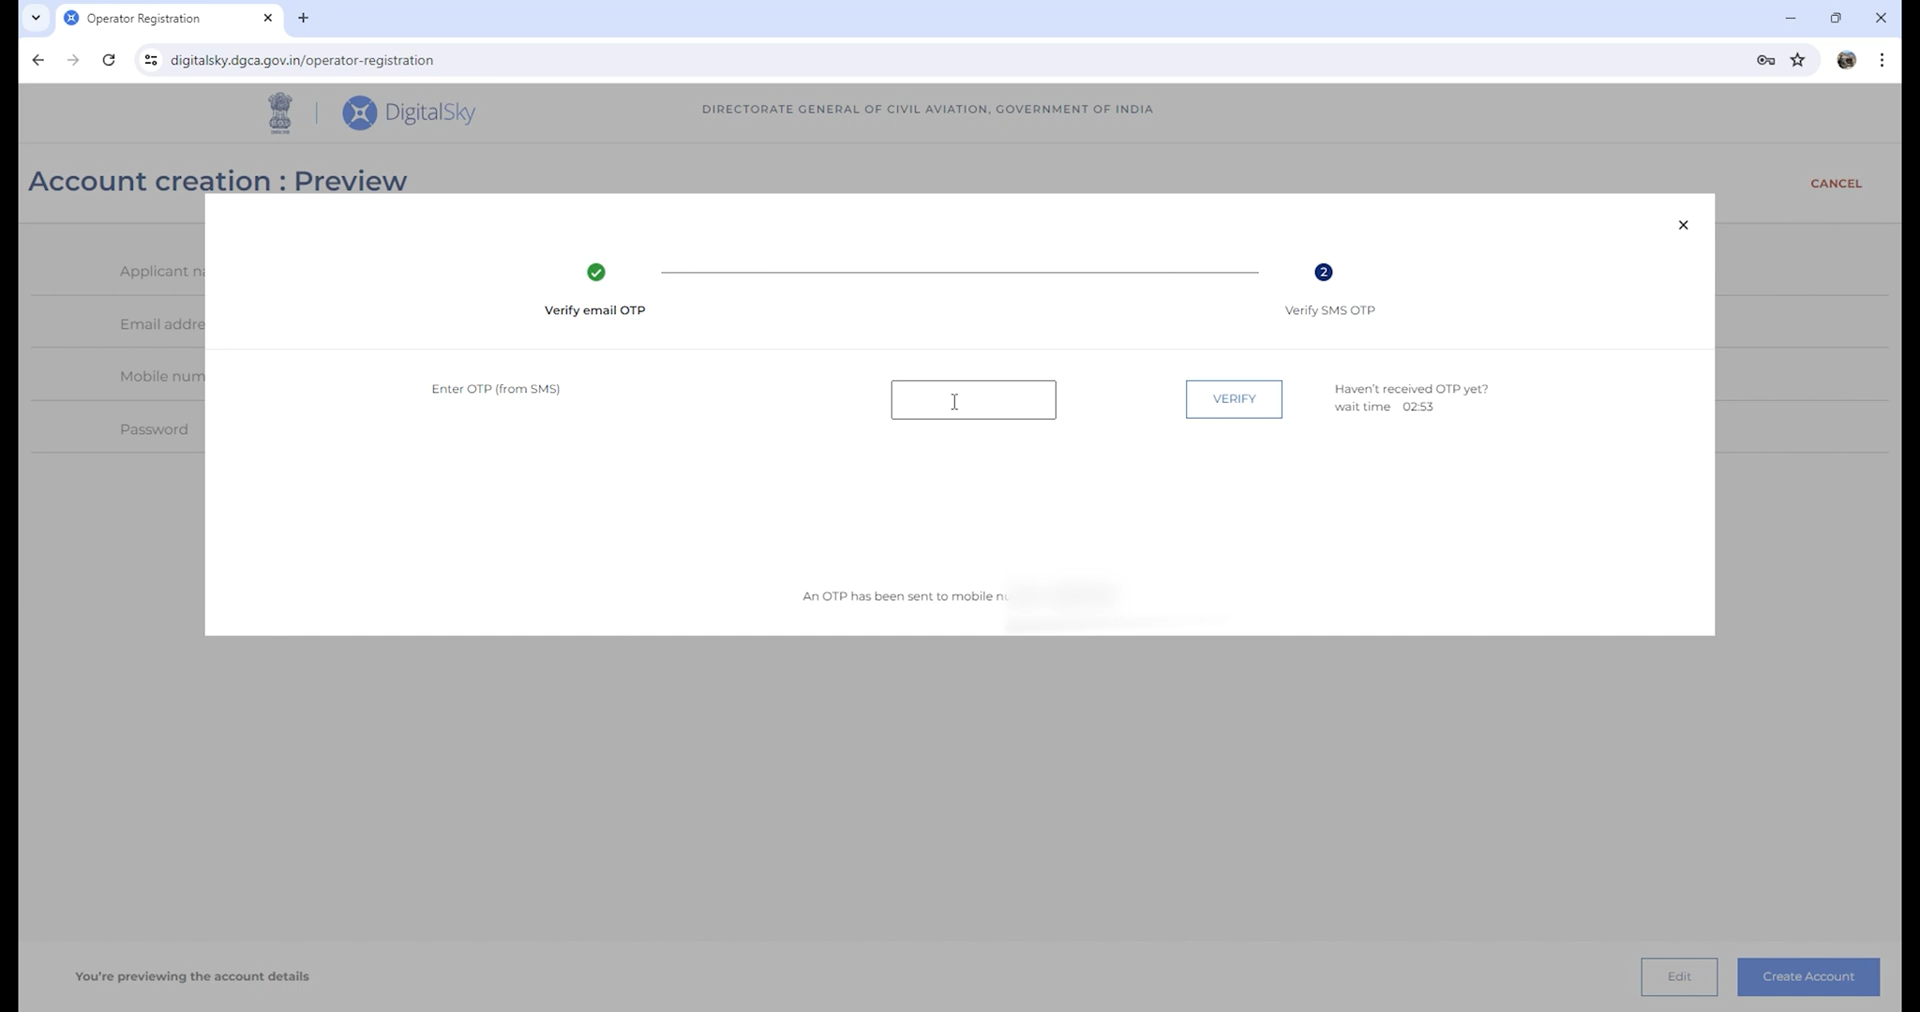 Operator Registration
digitalsky.dgca.gov.in/operator-registration
DigitalSky
DIRECTORATE GENERAL OF CIVIL AVIATION, GOVERNMENT OF INDIA
Account creation : Preview
CANCEL
Applicant
Email
Mobile
Password
2
Verify email OTP
Verify SMS OTP
Enter OTP (from SMS)
VERIFY
Haven't received OTP yet?
wait time 02:53
An OTP has been sent to mobile
You're previewing the account details
Edit
Create Account